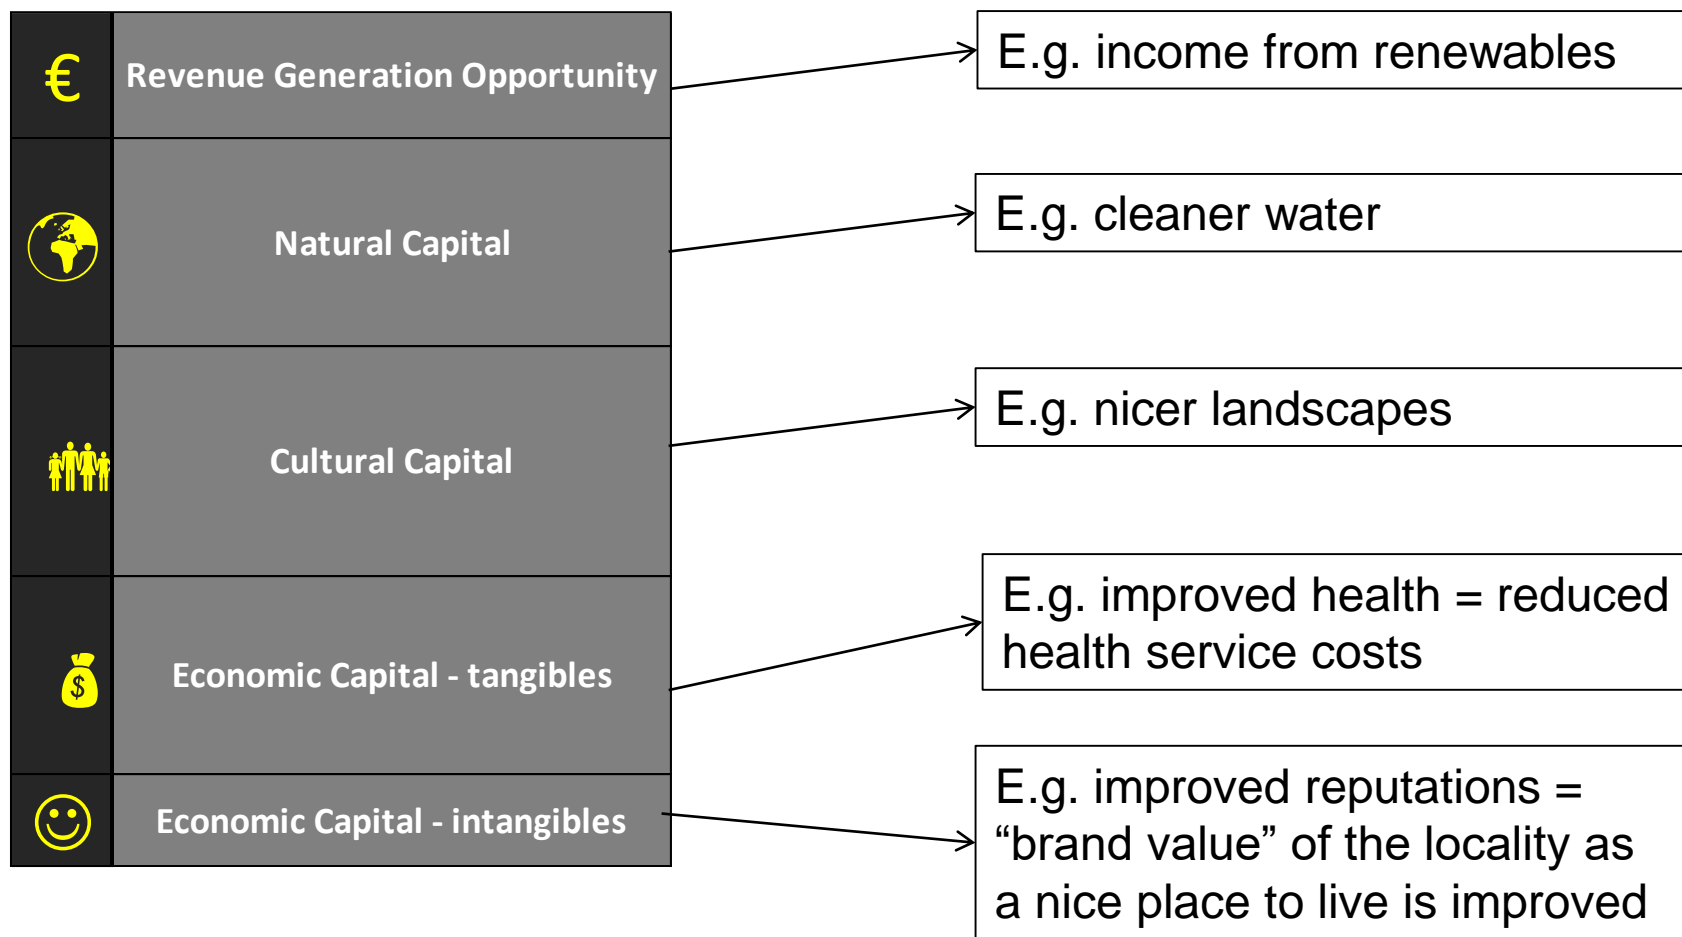 €
Revenue Generation Opportunity
E.g. income from renewables
Natural Capital
E.g. cleaner water
Cultural Capital
E.g. nicer landscapes
$
Economic Capital - tangibles
E.g. improved health = reduced
health service costs
Economic Capital - intangibles
E.g. improved reputations =
“brand value” of the locality as
a nice place to live is improved